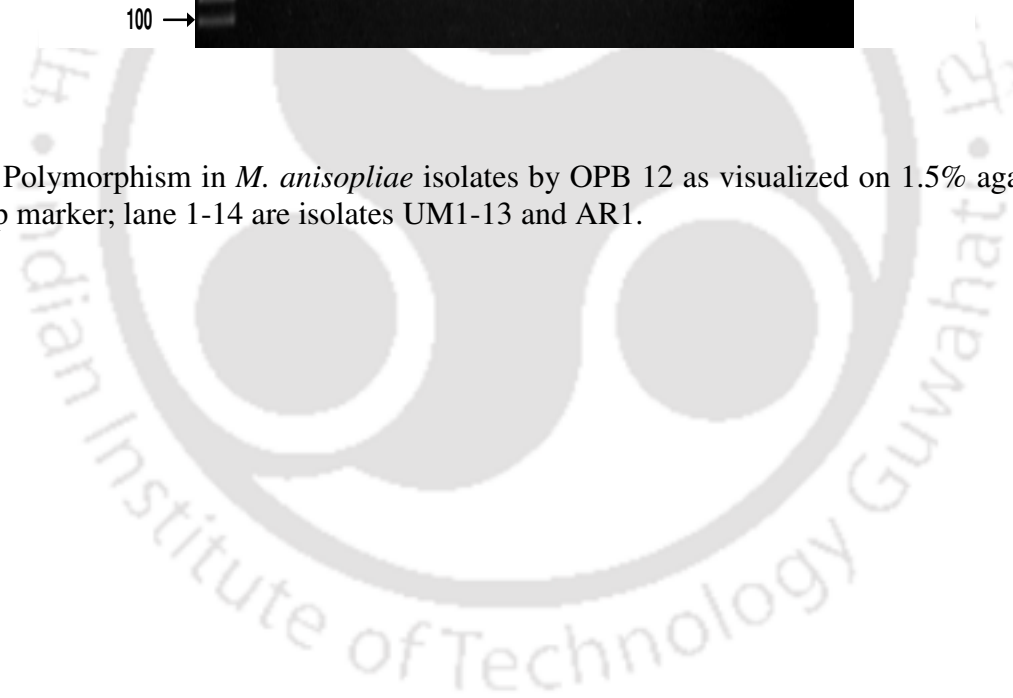 100
Polymorphism in M. anisopliae isolates by OPB 12 as visualized on 1.5%
marker; lane 1-14 are isolates UM1-13 and AR1.
Indian Institute of Technology Guwahati